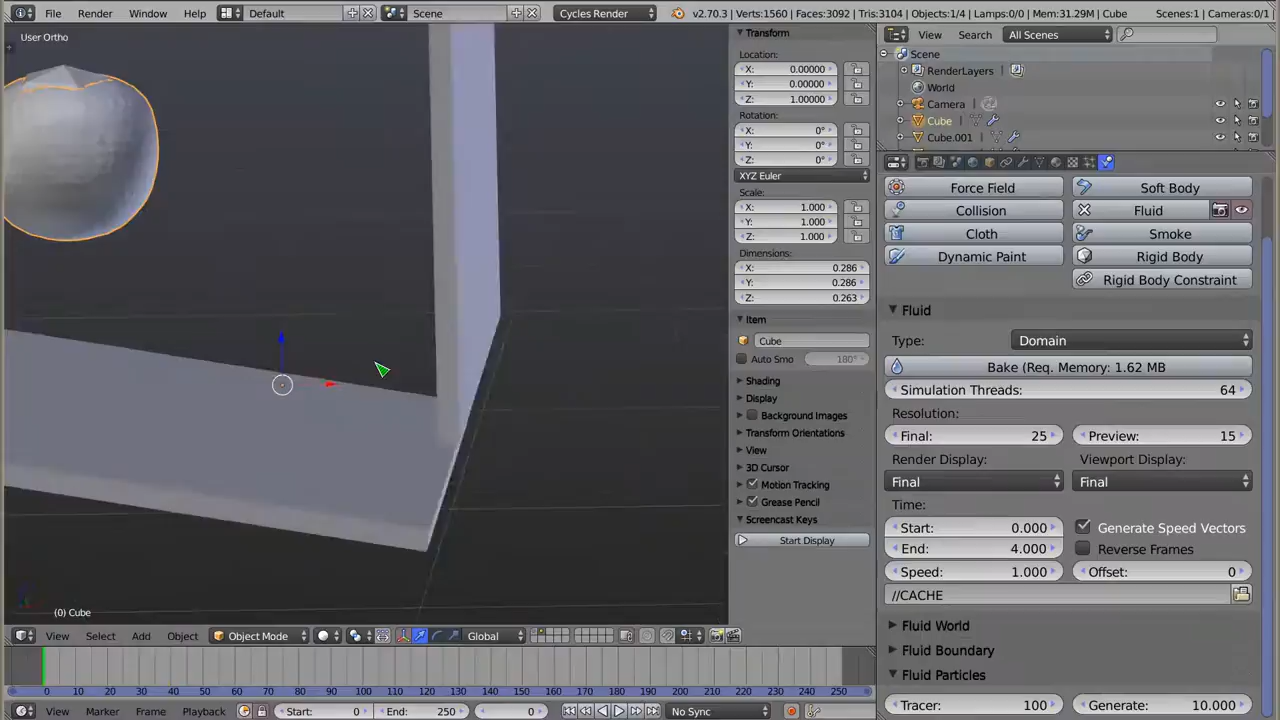 File Render Window Help Default Scene Cycles Render v2.70.3 | Verts:1560 | Faces:3092 | Tris:3104 | Objects:1/4 | Lamps:0/0 | Mem:31.29M | Cube Scenes:1 | Cameras:0/1
User Ortho
Transform
Location:
X: 0.00000
Y: 0.00000
Z: 1.00000
Rotation:
X: 0°
Y: 0°
Z: 0°
XYZ Euler
Scale:
X: 1.000
Y: 1.000
Z: 1.000
Dimensions:
X: 0.286
Y: 0.286
Z: 0.263
Item
Cube
Auto Smo 180°
Shading
Display
Background Images
Transform Orientations
View
3D Cursor
Motion Tracking
Grease Pencil
Screencast Keys
Start Display
View Search All Scenes
Scene
RenderLayers
World
Camera
Cube
Cube.001
Force Field Soft Body
Collision Fluid
Cloth Smoke
Dynamic Paint Rigid Body
Rigid Body Constraint
Fluid
Type: Domain
Bake (Req. Memory: 1.62 MB
Simulation Threads: 64
Resolution:
Final: 25 Preview: 15
Render Display: Viewport Display:
Final Final
Time:
Start: 0.000 Generate Speed Vectors
End: 4.000 Reverse Frames
Speed: 1.000 Offset: 0
//CACHE
Fluid World
Fluid Boundary
Fluid Particles
Tracer: 100 Generate: 10.000
(0) Cube
View Select Add Object Object Mode Global
0 10 20 30 40 50 60 70 80 90 100 110 120 130 140 150 160 170 180 190 200 210 220 230 240 250
View Marker Frame Playback Start: 0 End: 250 0 No Sync